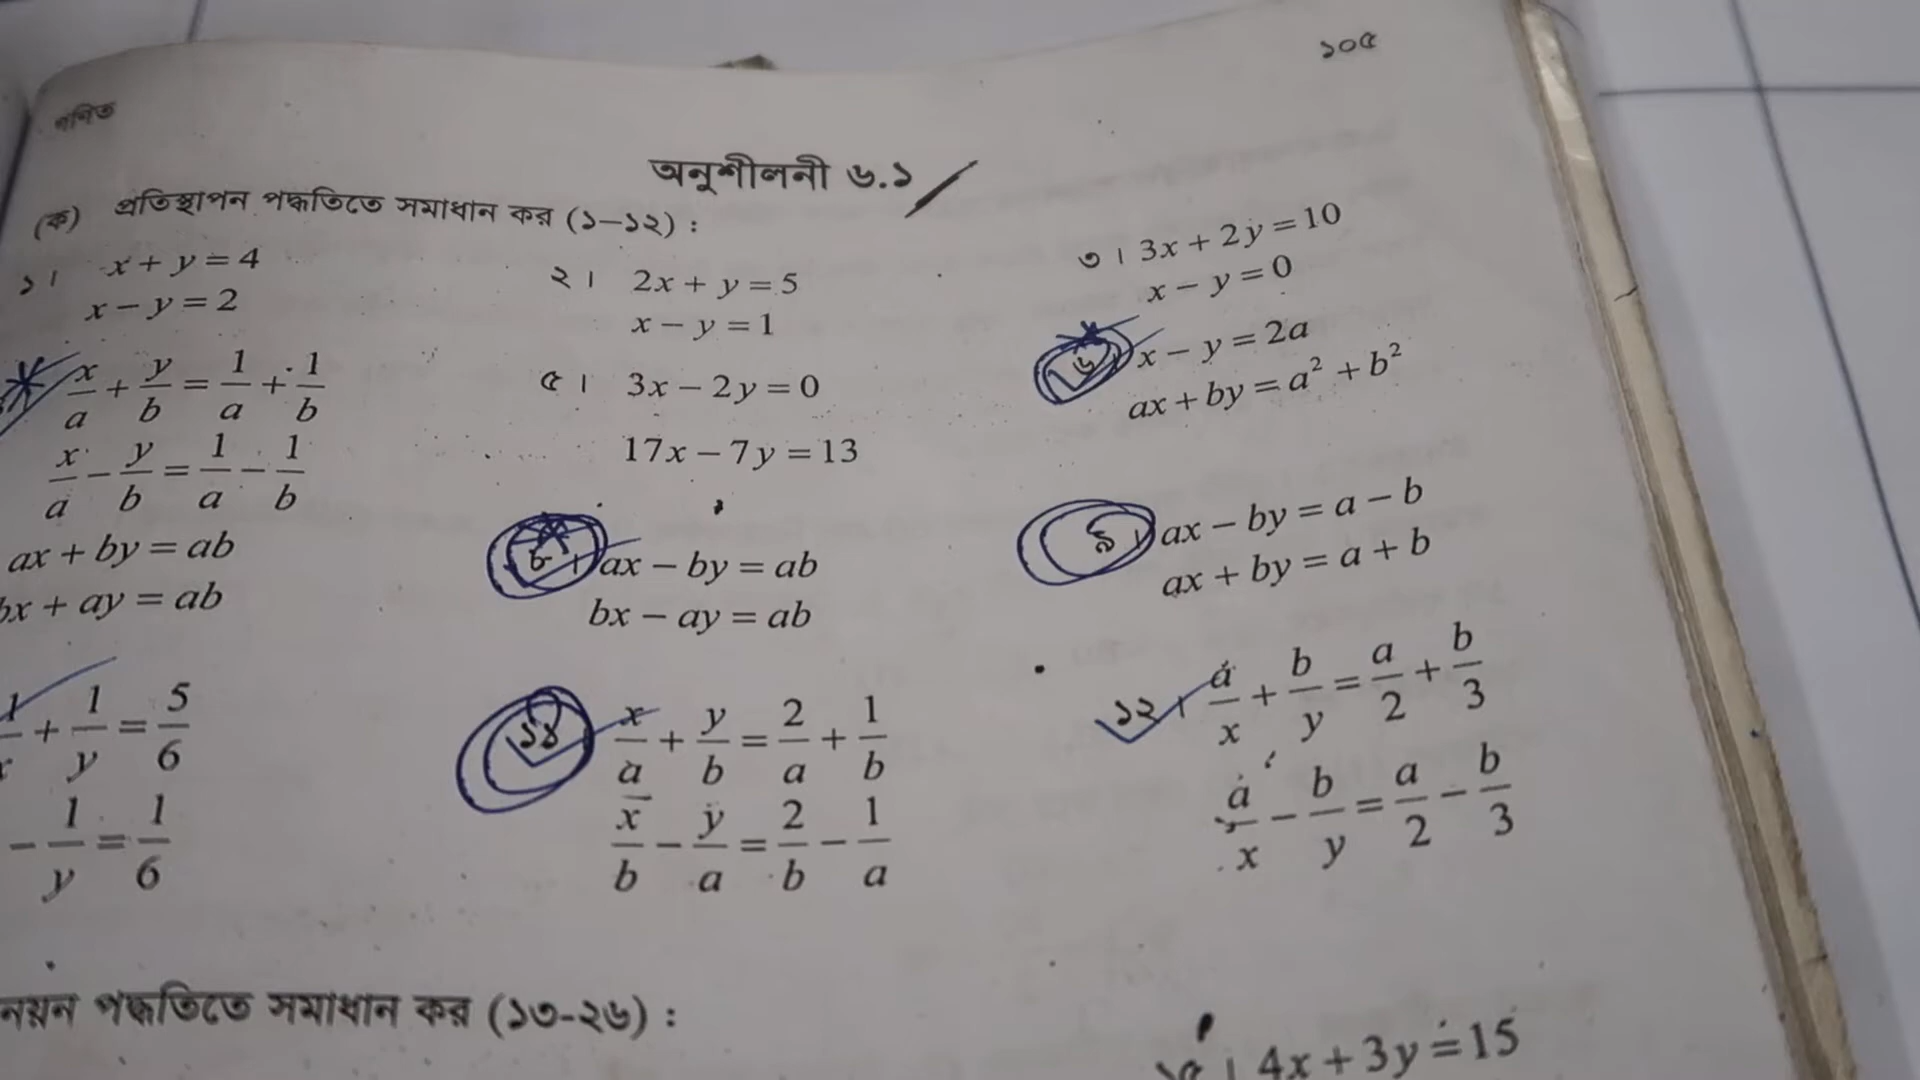 ১০৫
গণিত
অনুশীলনী ৬.১
(ক) প্রতিস্থাপন পদ্ধতিতে সমাধান কর (১–১২) :
১। x + y = 4
x − y = 2
২। 2x + y = 5
x − y = 1
৩। 3x + 2y = 10
x − y = 0
x/a + y/b = 1/a + 1/b
x/a − y/b = 1/a − 1/b
৫। 3x − 2y = 0
17x − 7y = 13
৬। x − y = 2a
ax + by = a² + b²
ax + by = ab
bx + ay = ab
৮। ax − by = ab
bx − ay = ab
৯। ax − by = a − b
ax + by = a + b
+ 1/y = 5/6
− 1/y = 1/6
x/a + y/b = 2/a + 1/b
x/b − y/a = 2/b − 1/a
১২। a/x + b/y = a/2 + b/3
a/x − b/y = a/2 − b/3
নয়ন পদ্ধতিতে সমাধান কর (১৩-২৬) :
4x + 3y = 15